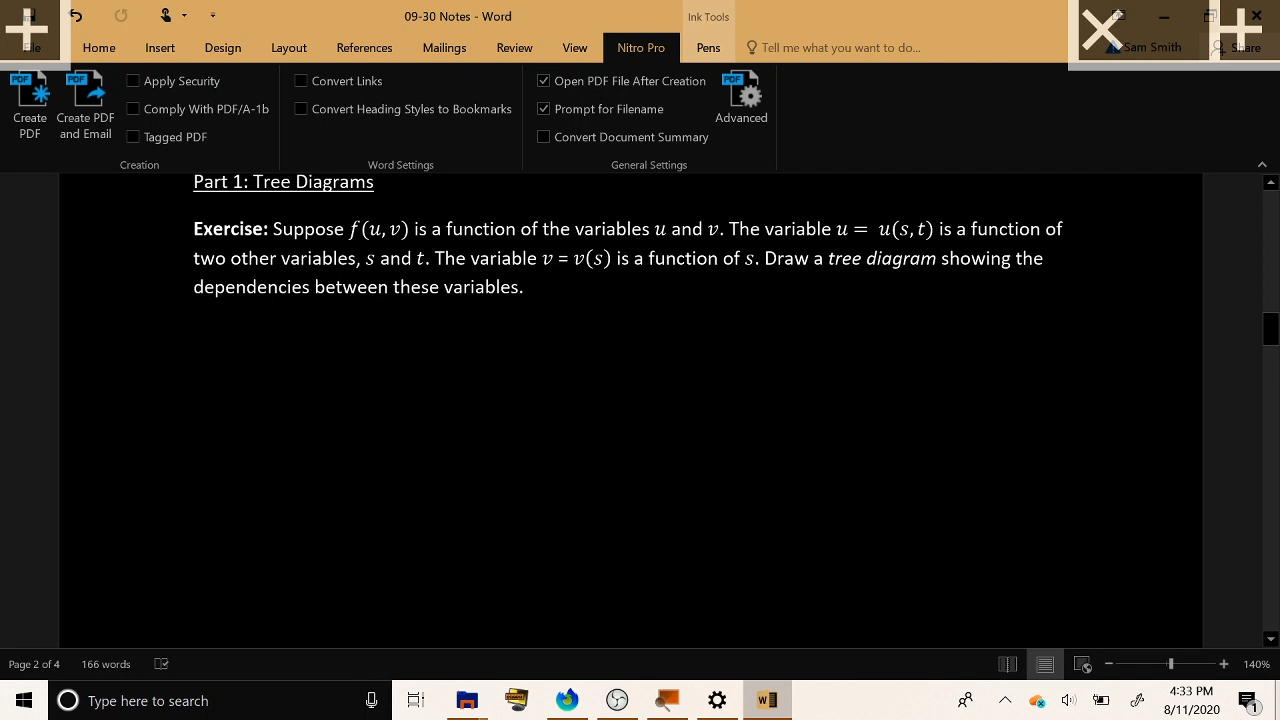 09-30 Notes - Word
Ink Tools
File Home Insert Design Layout References Mailings Review View Nitro Pro Pens Tell me what you want to do... Sam Smith Share
PDF PDF Apply Security Convert Links Open PDF File After Creation PDF
Create PDF Create PDF and Email Comply With PDF/A-1b Convert Heading Styles to Bookmarks Prompt for Filename Advanced
Tagged PDF Convert Document Summary
Creation Word Settings General Settings
Part 1: Tree Diagrams
Exercise: Suppose f(u, v) is a function of the variables u and v. The variable u = u(s, t) is a function of
two other variables, s and t. The variable v = v(s) is a function of s. Draw a tree diagram showing the
dependencies between these variables.
Page 2 of 4 166 words 140%
Type here to search 4:33 PM
8/11/2020 1